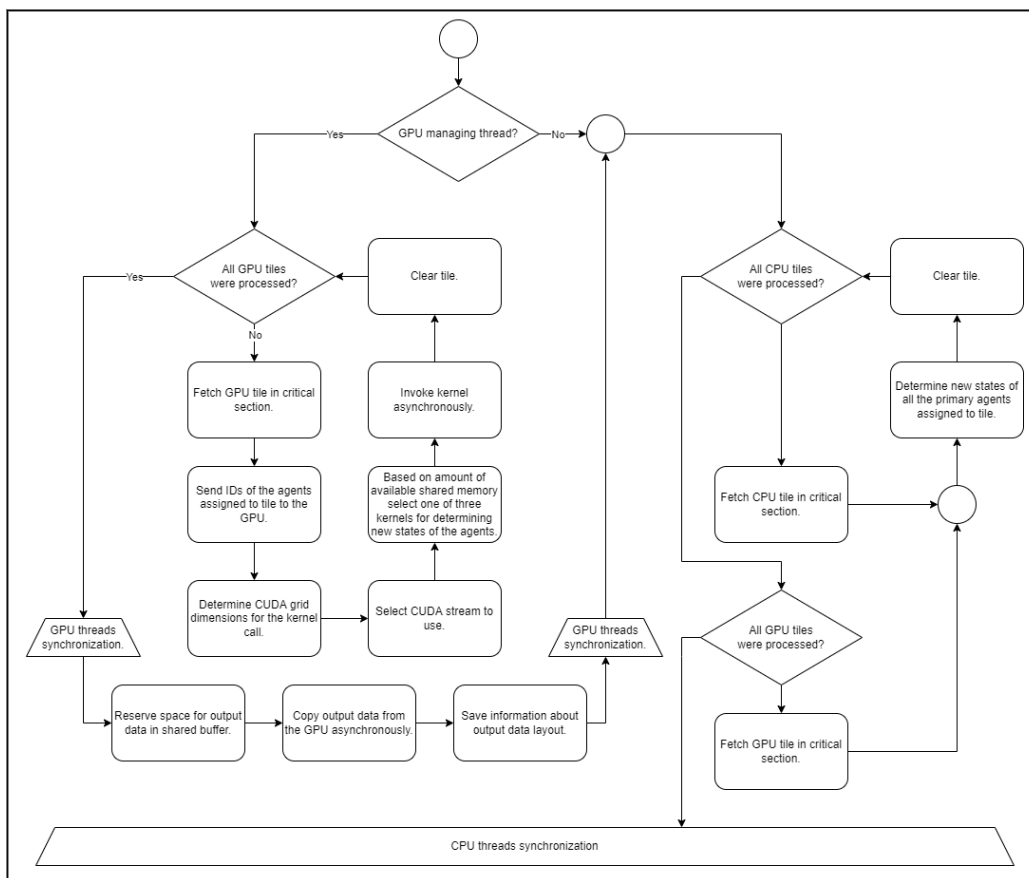 GPU managing thread?
Yes
No
All GPU tiles
were processed?
Yes
No
Clear tile.
All CPU tiles
were processed?
Clear tile.
Fetch GPU tile in critical
section.
Invoke kernel
asynchronously.
Determine new states of
all the primary agents
assigned to tile.
Send IDs of the agents
assigned to tile to the
GPU.
Based on amount of
available shared memory
select one of three
kernels for determining
new states of the agents.
Fetch CPU tile in critical
section.
Determine CUDA grid
dimensions for the kernel
call.
Select CUDA stream to
use.
GPU threads
synchronization.
GPU threads
synchronization.
All GPU tiles
were processed?
Reserve space for output
data in shared buffer.
Copy output data from
the GPU asynchronously.
Save information about
output data layout.
Fetch GPU tile in critical
section.
CPU threads synchronization